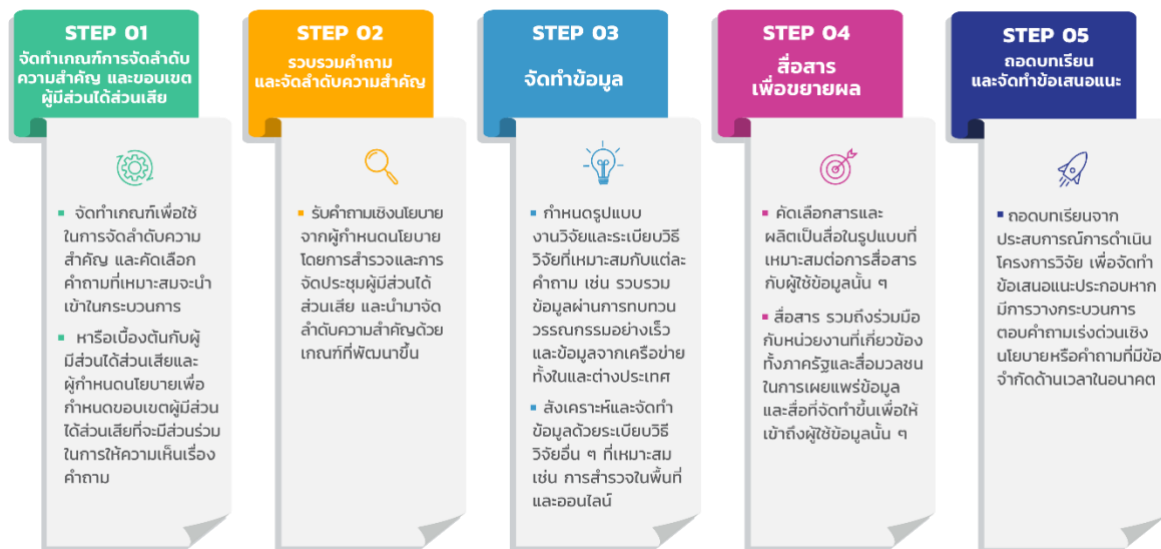 STEP 01
จัดทำเกณฑ์การจัดลำดับ
ความสำคัญ และขอบเขต
ผู้มีส่วนได้ส่วนเสีย
▪ จัดทำเกณฑ์เพื่อใช้
ในการจัดลำดับความ
สำคัญ และคัดเลือก
คำถามที่เหมาะสมจะนำ
เข้าในกระบวนการ
▪ หารือเบื้องต้นกับผู้
มีส่วนได้ส่วนเสียและ
ผู้กำหนดนโยบายเพื่อ
กำหนดขอบเขตผู้มีส่วน
ได้ส่วนเสียที่จะมีส่วนร่วม
ในการให้ความเห็นเรื่อง
คำถาม
STEP 02
รวบรวมคำถาม
และจัดลำดับความสำคัญ
▪ รับคำถามเชิงนโยบาย
จากผู้กำหนดนโยบาย
โดยการสำรวจและการ
จัดประชุมผู้มีส่วนได้
ส่วนเสีย และนำมาจัด
ลำดับความสำคัญด้วย
เกณฑ์ที่พัฒนาขึ้น
STEP 03
จัดทำข้อมูล
▪ กำหนดรูปแบบ
งานวิจัยและระเบียบวิธี
วิจัยที่เหมาะสมกับแต่ละ
คำถาม เช่น รวบรวม
ข้อมูลผ่านการทบทวน
วรรณกรรมอย่างเร็ว
และข้อมูลจากเครือข่าย
ทั้งในและต่างประเทศ
▪ สังเคราะห์และจัดทำ
ข้อมูลด้วยระเบียบวิธี
วิจัยอื่น ๆ ที่เหมาะสม
เช่น การสำรวจในพื้นที่
และออนไลน์
STEP 04
สื่อสาร
เพื่อขยายผล
▪ คัดเลือกสารและ
ผลิตเป็นสื่อในรูปแบบที่
เหมาะสมต่อการสื่อสาร
กับผู้ใช้ข้อมูลนั้น ๆ
▪ สื่อสาร รวมถึงร่วมมือ
กับหน่วยงานที่เกี่ยวข้อง
ทั้งภาครัฐและสื่อมวลชน
ในการเผยแพร่ข้อมูล
และสื่อที่จัดทำขึ้นเพื่อให้
เข้าถึงผู้ใช้ข้อมูลนั้น ๆ
STEP 05
ถอดบทเรียน
และจัดทำข้อเสนอแนะ
▪ ถอดบทเรียนจาก
ประสบการณ์การดำเนิน
โครงการวิจัย เพื่อจัดทำ
ข้อเสนอแนะประกอบหาก
มีการวางกระบวนการ
ตอบคำถามเร่งด่วนเชิง
นโยบายหรือคำถามที่มีข้อ
จำกัดด้านเวลาในอนาคต